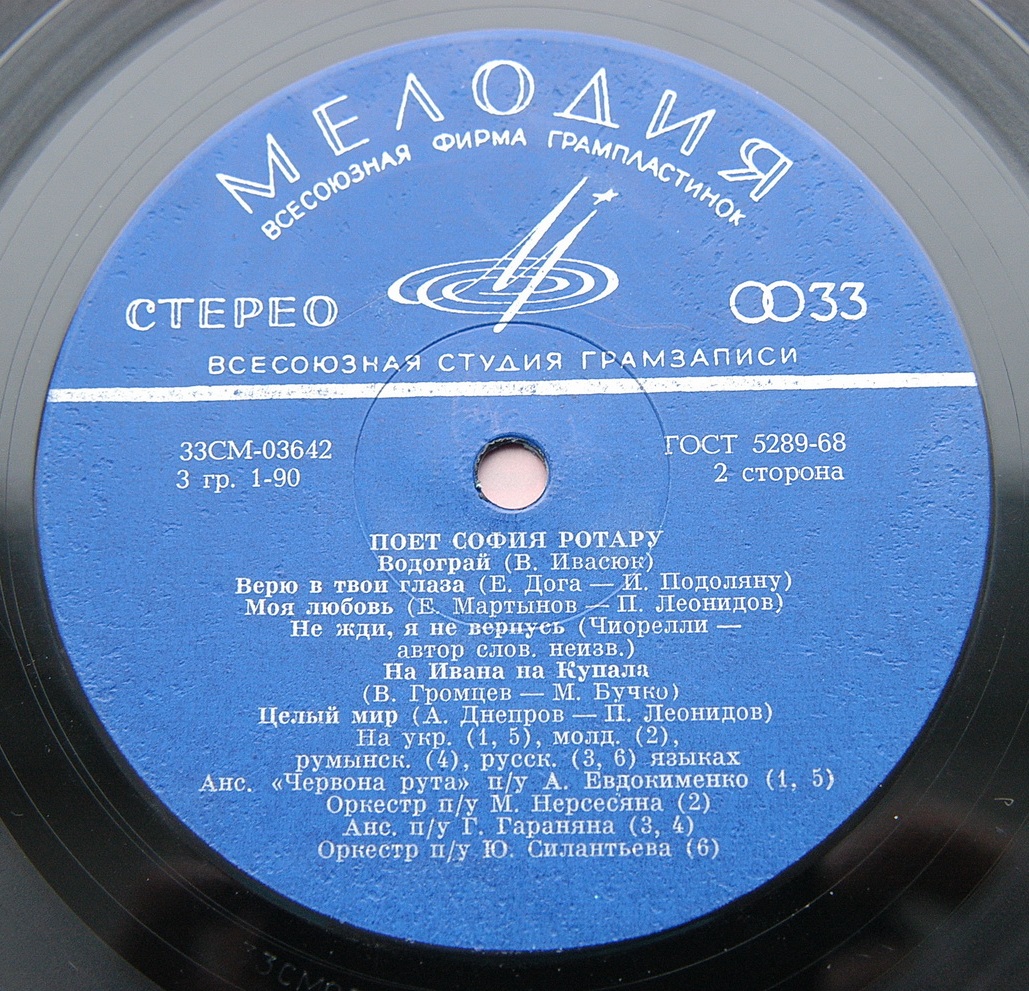 МЕЛОДИЯ
ВСЕСОЮЗНАЯ ФИРМА ГРАМПЛАСТИНОК
СТЕРЕО
33
ВСЕСОЮЗНАЯ СТУДИЯ ГРАМЗАПИСИ
33СМ-03642
ГОСТ 5289-68
3 гр. 1-90
2 сторона
ПОЕТ СОФИЯ РОТАРУ
Водограй (В. Ивасюк)
Верю в твои глаза (Е. Дога — И. Подоляну)
Моя любовь (Е. Мартынов — П. Леонидов)
Не жди, я не вернусь (Чиорелли —
автор слов. неизв.)
На Ивана на Купала
(В. Громцев — М. Бучко)
Целый мир (А. Днепров — П. Леонидов)
На укр. (1, 5), молд. (2),
румынск. (4), русск. (3, 6) языках
Анс. «Червона рута» п/у А. Евдокименко (1, 5)
Оркестр п/у М. Нерсесяна (2)
Анс. п/у Г. Гараняна (3, 4)
Оркестр п/у Ю. Силантьева (6)